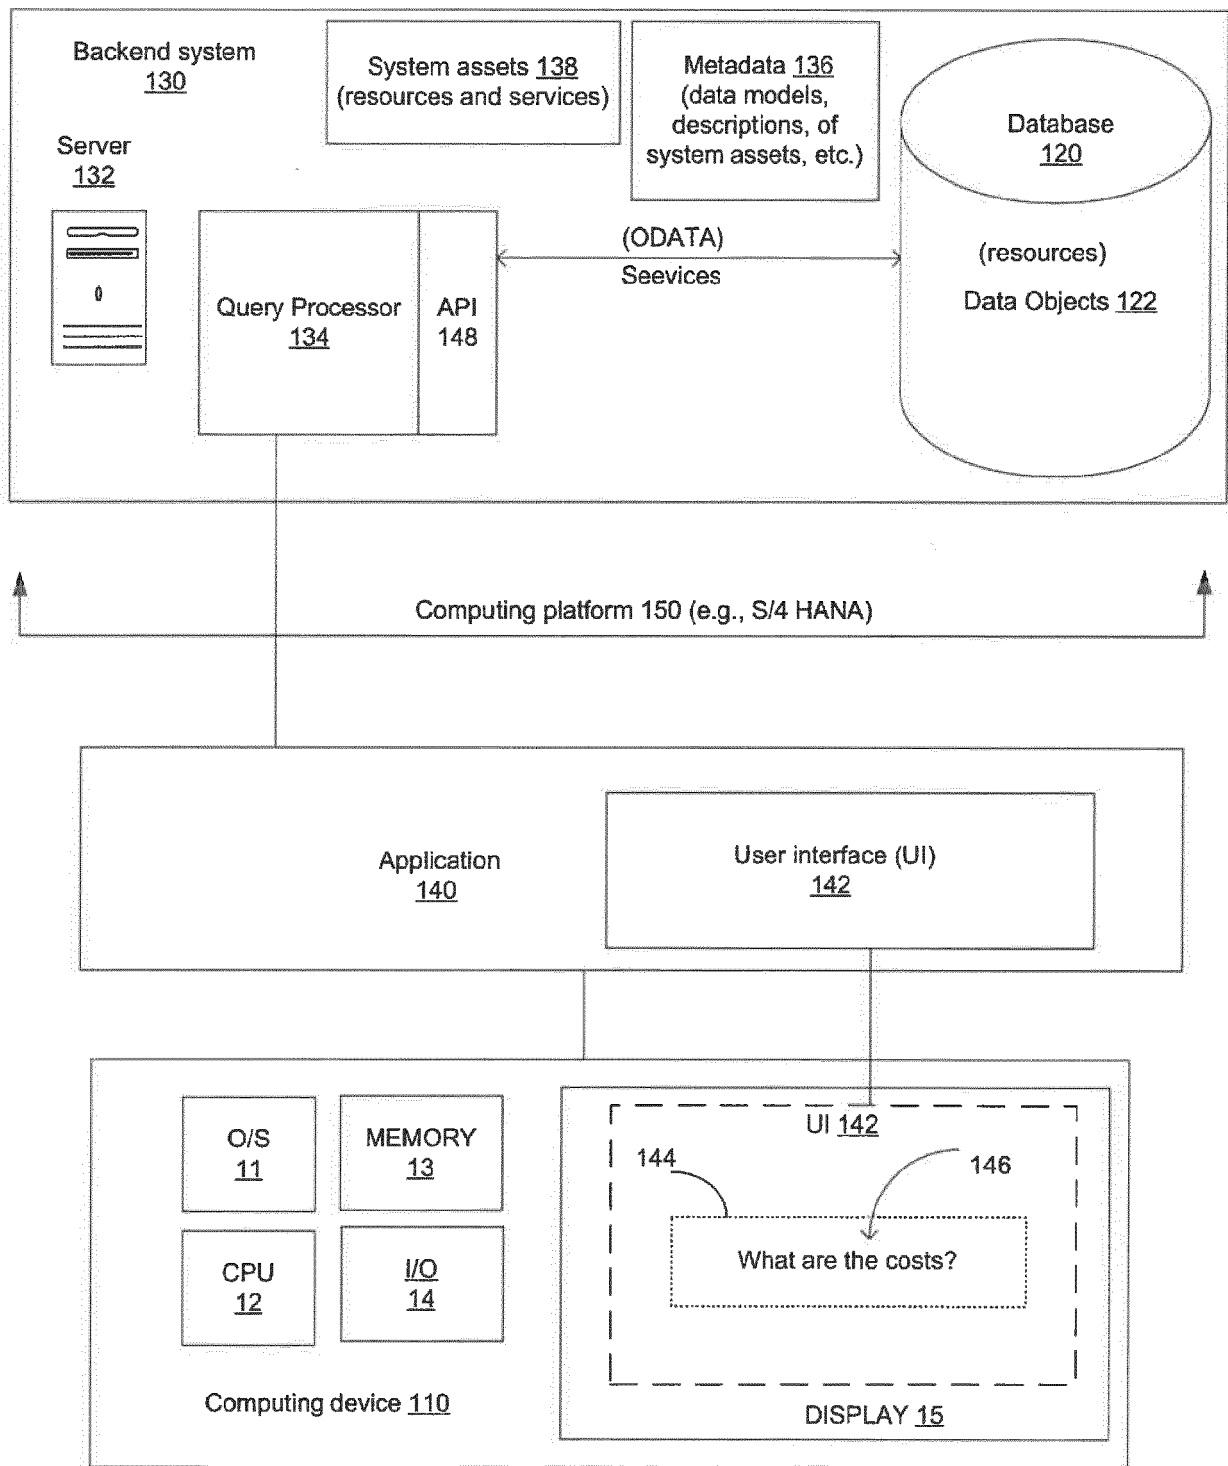 Backend system
130
System assets 138
(resources and services)
Metadata 136
(data models,
descriptions, of
system assets, etc.)
Database
120
Server
132
(ODATA)
Seevices
(resources)
Data Objects 122
Query Processor
134
API
148
Computing platform 150 (e.g., S/4 HANA)
Application
140
User interface (UI)
142
O/S
11
MEMORY
13
UI 142
144
146
What are the costs?
CPU
12
I/O
14
Computing device 110
DISPLAY 15